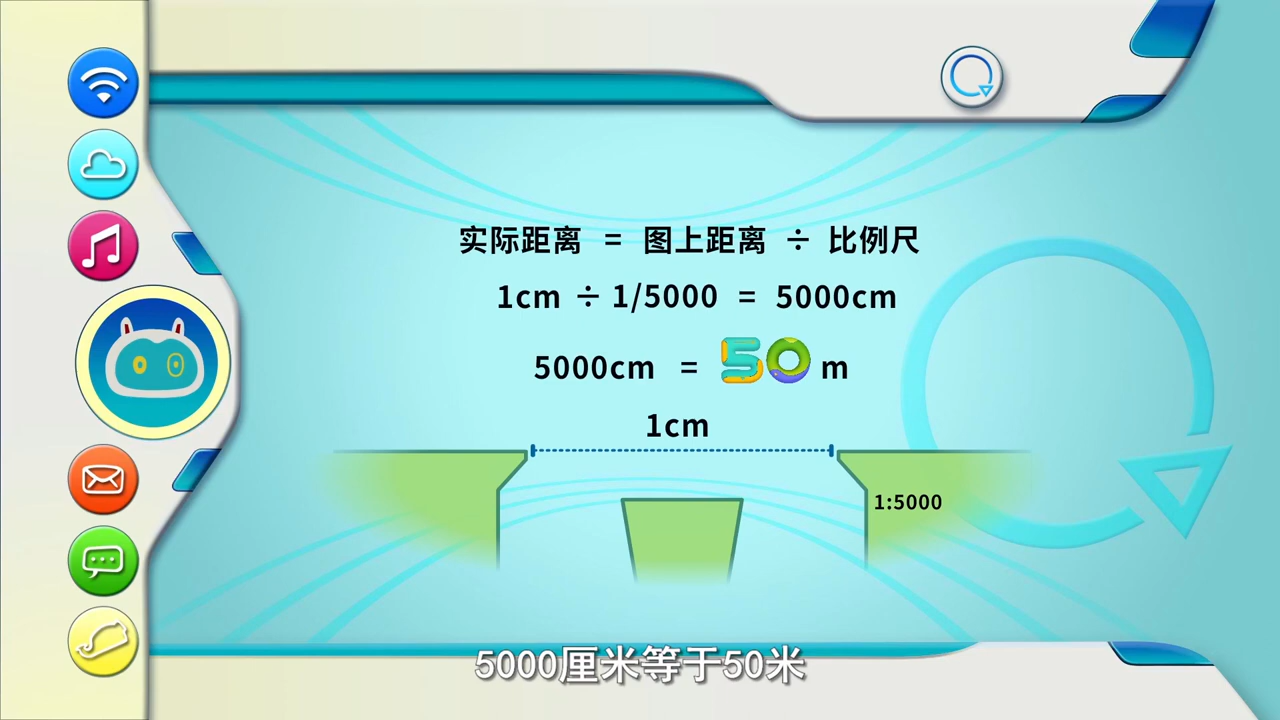 实际距离 = 图上距离 ÷ 比例尺
1cm ÷ 1/5000 = 5000cm
5000cm = 50 m
1cm
1:5000
5000厘米等于50米